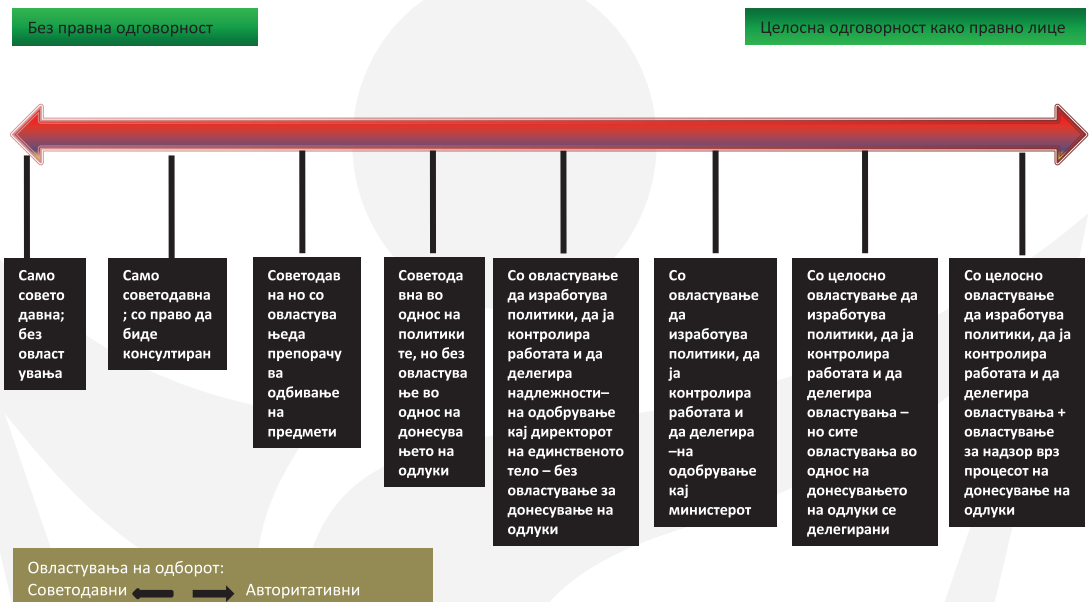 Без правна одговорност
Целосна одговорност како правно лице
Само
совето
давна;
без
овласт
увања
Само
советодавна
; со право да
биде
консултиран
Советодав
на но со
овластува
њеда
препорачу
ва
одбивање
на
предмети
Советода
вна во
однос на
политики
те, но без
овластува
ње во
однос на
донесува
њето на
одлуки
Со овластување
да изработува
политики, да ја
контролира
работата и да
делегира
надлежности–
на одобрување
кај директорот
на единственото
тело – без
овластување за
донесување на
одлуки
Со
овластување
да
изработува
политики, да
ја
контролира
работата и
да делегира
–на
одобрување
кај
министерот
Со целосно
овластување да
изработува
политики, да ја
контролира
работата и да
делегира
овластувања –
но сите
овластувања во
однос на
донесувањето
на одлуки се
делегирани
Со целосно
овластување
да изработува
политики, да ја
контролира
работата и да
делегира
овластувања +
овластување
за надзор врз
процесот на
донесување на
одлуки
Овластувања на одборот:
Советодавни Авторитативни